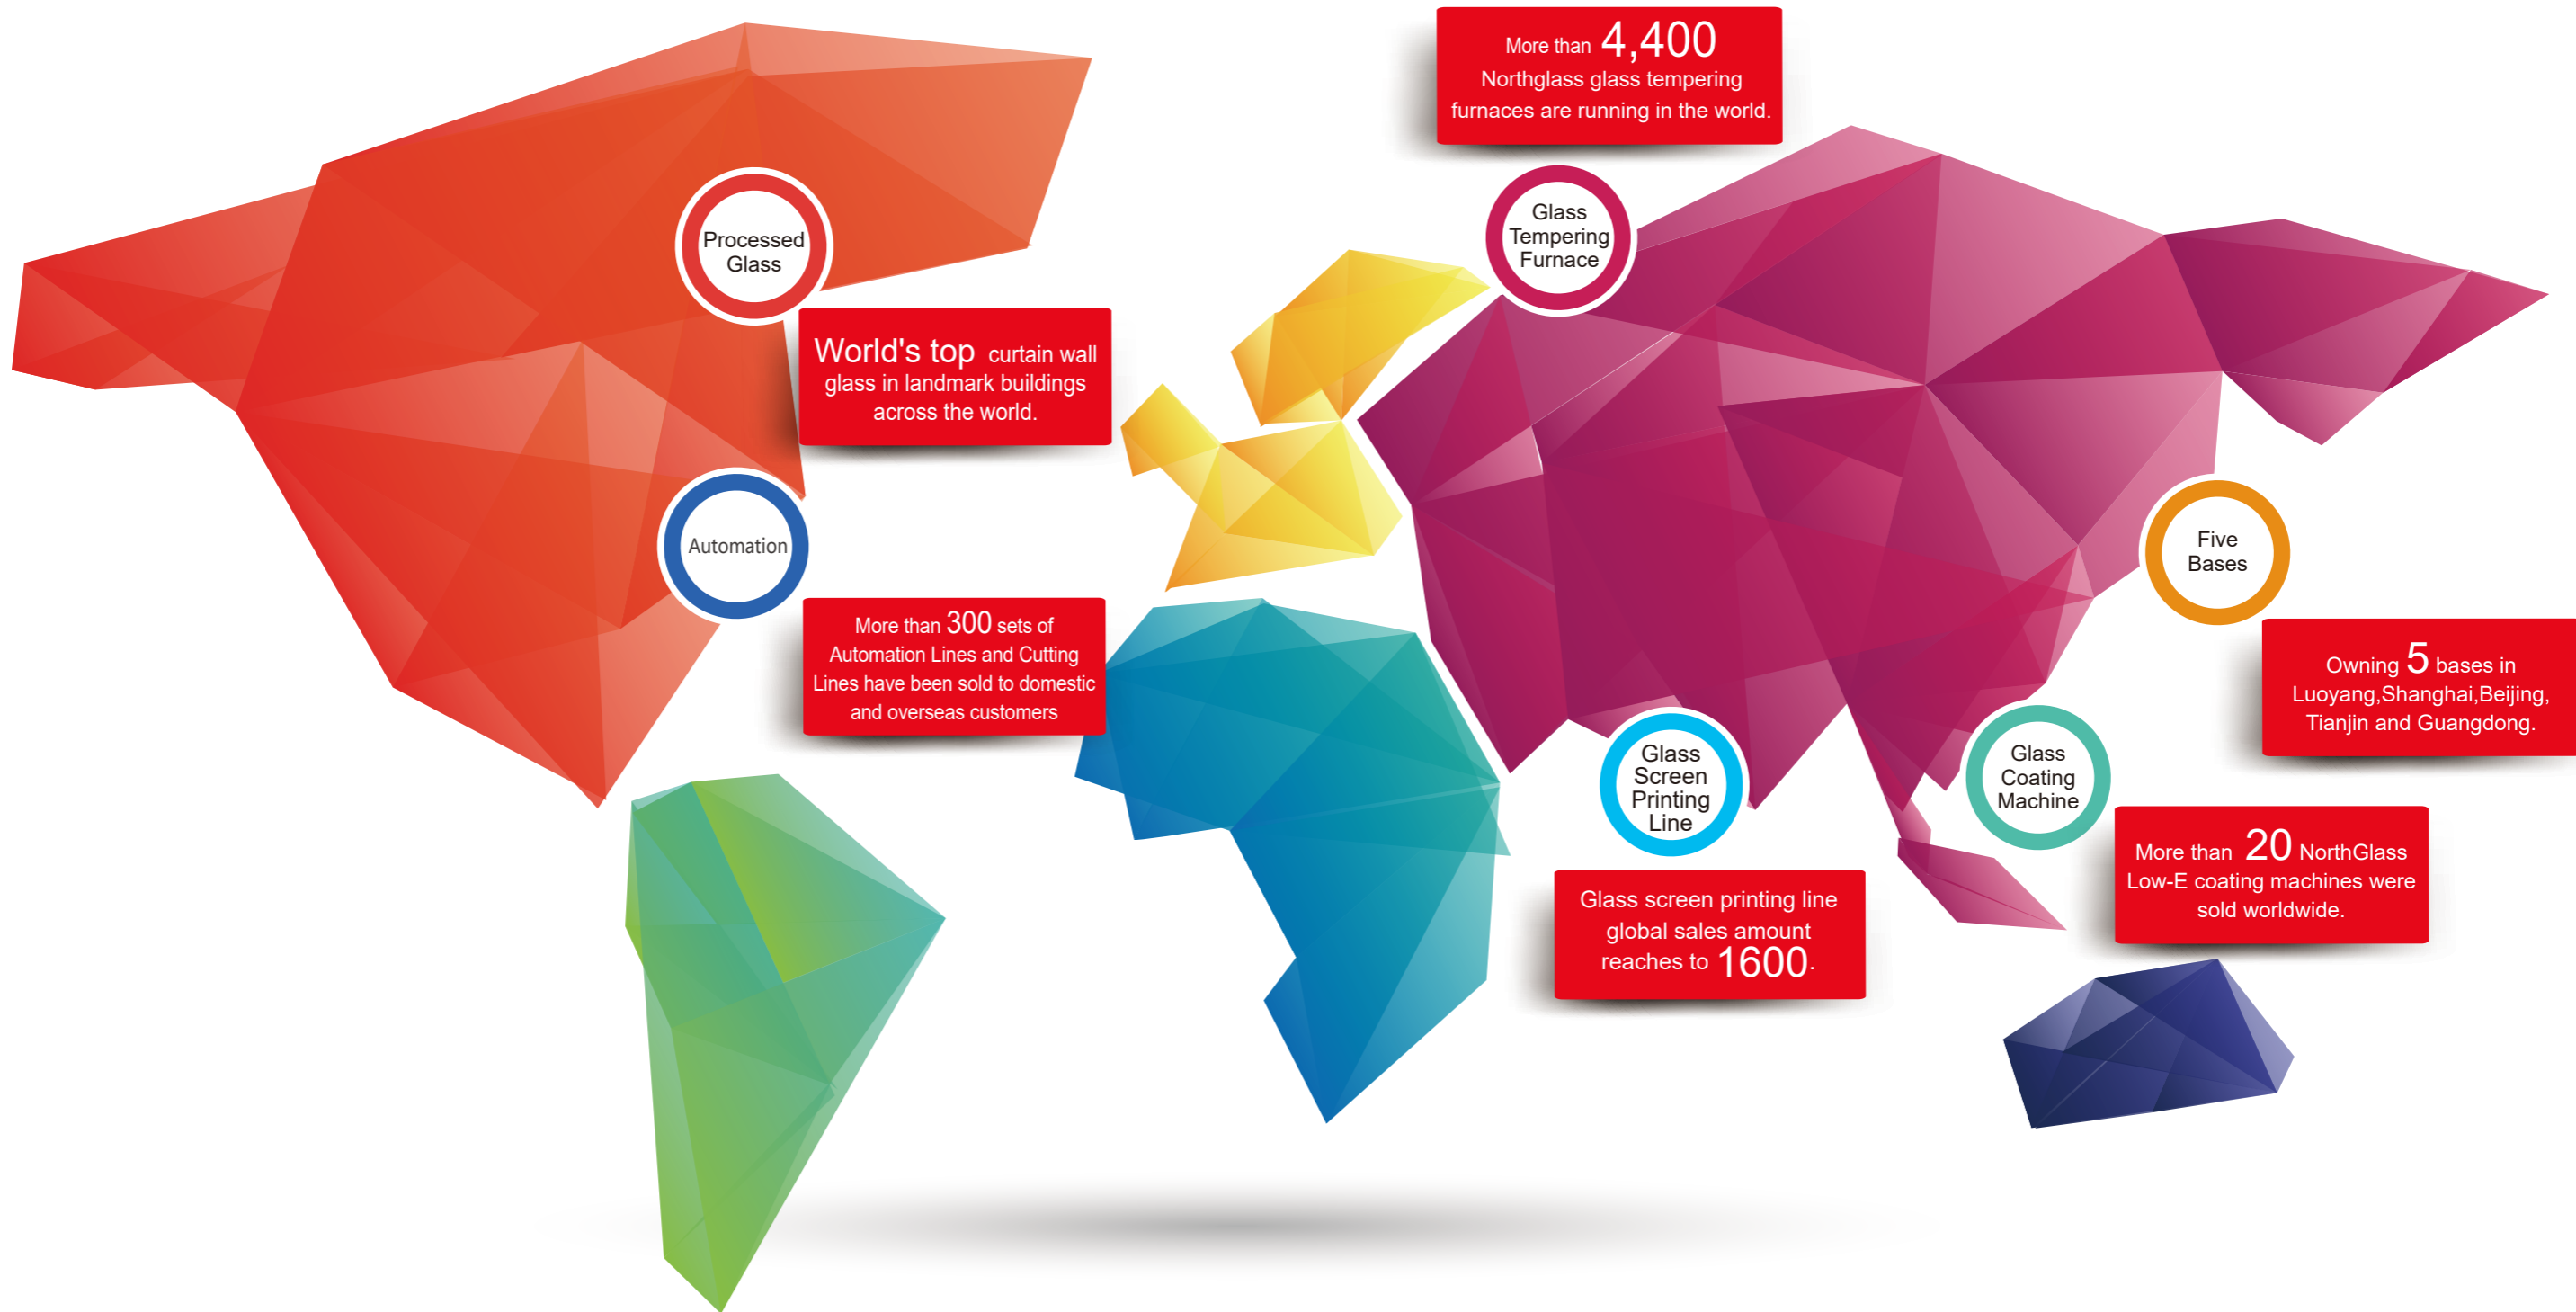 More than 4,400
Northglass glass tempering
furnaces are running in the world.
Glass
Tempering
Furnace
Processed
Glass
World's top curtain wall
glass in landmark buildings
across the world.
Automation
More than 300 sets of
Automation Lines and Cutting
Lines have been sold to domestic
and overseas customers
Five
Bases
Owning 5 bases in
Luoyang,Shanghai,Beijing,
Tianjin and Guangdong.
Glass
Screen
Printing
Line
Glass screen printing line
global sales amount
reaches to 1600.
Glass
Coating
Machine
More than 20 NorthGlass
Low-E coating machines were
sold worldwide.